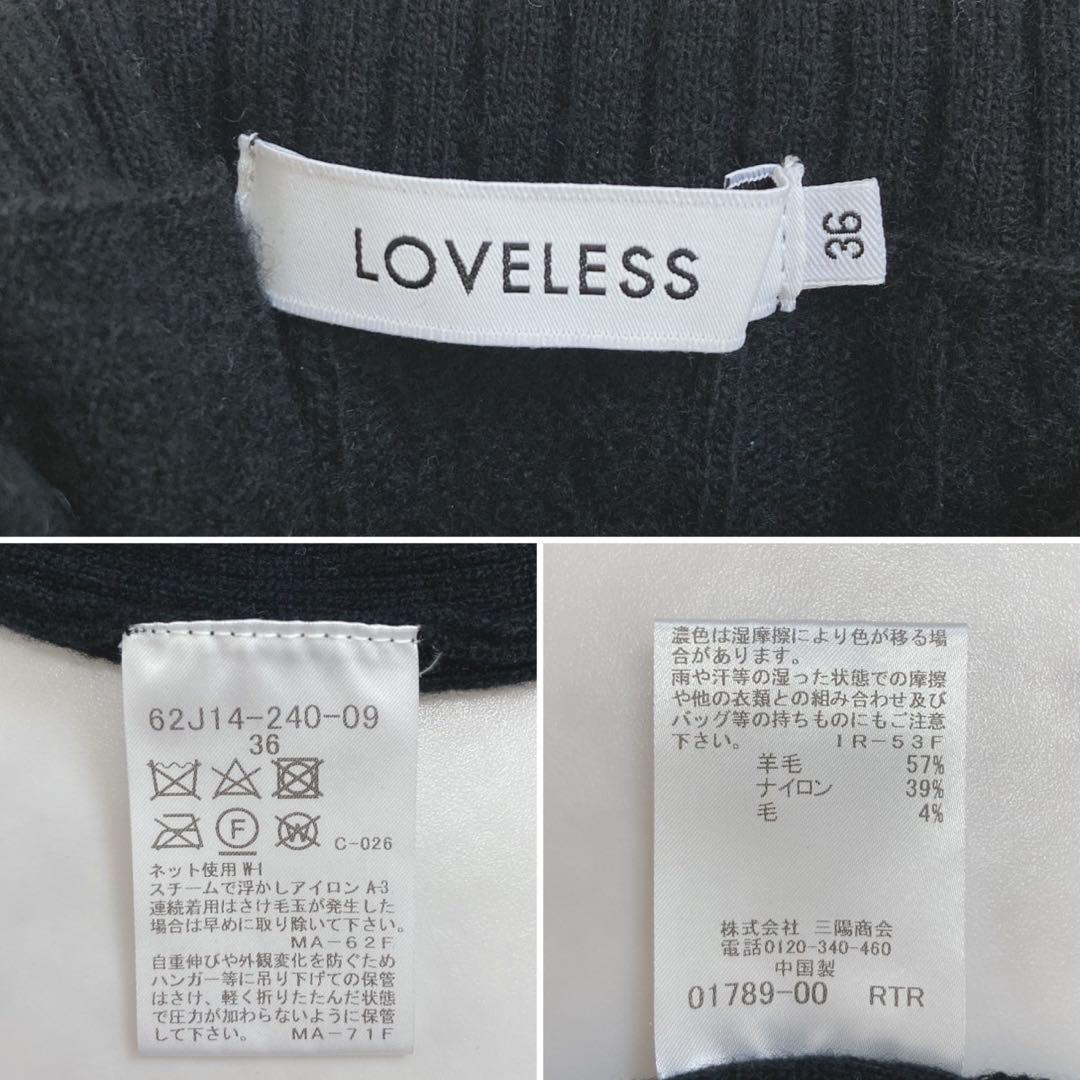 LOVELESS
36
62J14-240-09
36
F
W
C-026
ネット使用 W-1
スチームで浮かしアイロン A-3
連続着用はさけ毛玉が発生した
場合は早めに取り除いて下さい。
MA-62F
自重伸びや外観変化を防ぐため
ハンガー等に吊り下げての保管
はさけ、軽く折りたたんだ状態
で圧力が加わらないように保管
して下さい。 MA-71F
濃色は湿摩擦により色が移る場
合があります。
雨や汗等の湿った状態での摩擦
や他の衣類との組み合わせ及び
バッグ等の持ちものにもご注意
下さい。 IR-53F
羊毛 57%
ナイロン 39%
毛 4%
株式会社 三陽商会
電話0120-340-460
中国製
01789-00 RTR